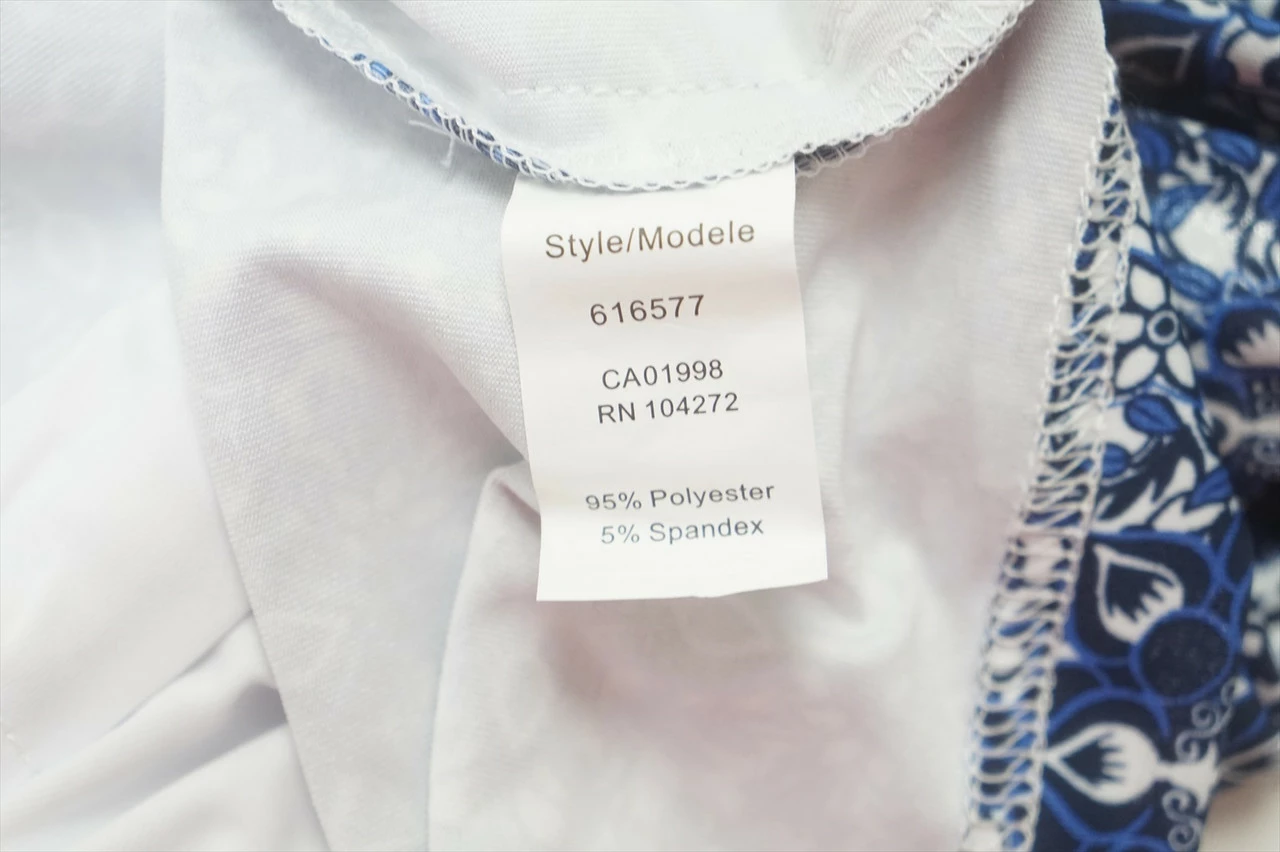 Style/Modele
616577
CA01998
RN 104272
95% Polyester
5% Spandex